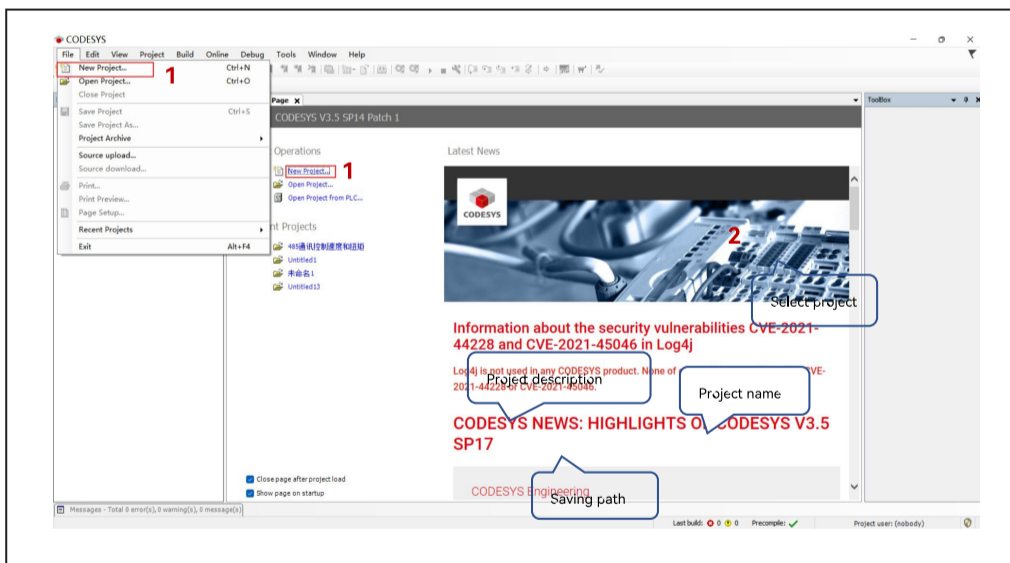 CODESYS
File Edit View Project Build Online Debug Tools Window Help
New Project... Ctrl+N
1
Open Project... Ctrl+O
Close Project
Save Project Ctrl+S
Save Project As...
Project Archive
Source upload...
Source download...
Print...
Print Preview...
Page Setup...
Recent Projects
Exit Alt+F4
Page
CODESYS V3.5 SP14 Patch 1
Operations
New Project...
1
Open Project...
Open Project from PLC...
nt Projects
485通讯控制速度和扭矩
Untitled1
未命名1
Untitled13
Close page after project load
Show page on startup
Latest News
CODESYS
2
Select project
Information about the security vulnerabilities CVE-2021-
44228 and CVE-2021-45046 in Log4j
Log4j is not used in any CODESYS product. None of VE-
2021-44228 or CVE-2021-45046.
Project description
Project name
CODESYS NEWS: HIGHLIGHTS OF CODESYS V3.5
SP17
CODESYS Engineering
Saving path
ToolBox
Messages - Total 0 error(s), 0 warning(s), 0 message(s)
Last build: 0 0 Precompile: Project user: (nobody)